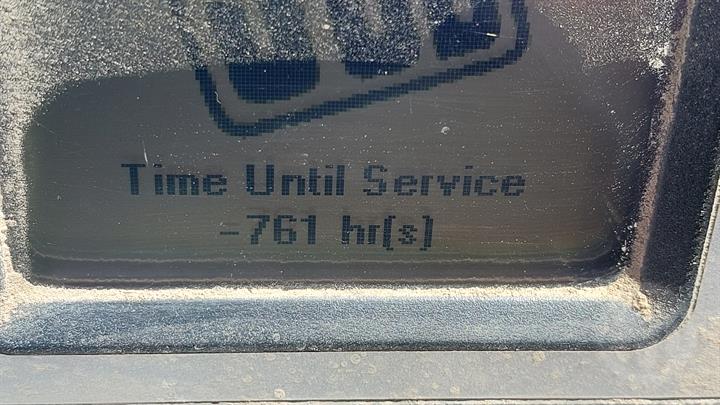 Time Until Service
-761 hr(s)